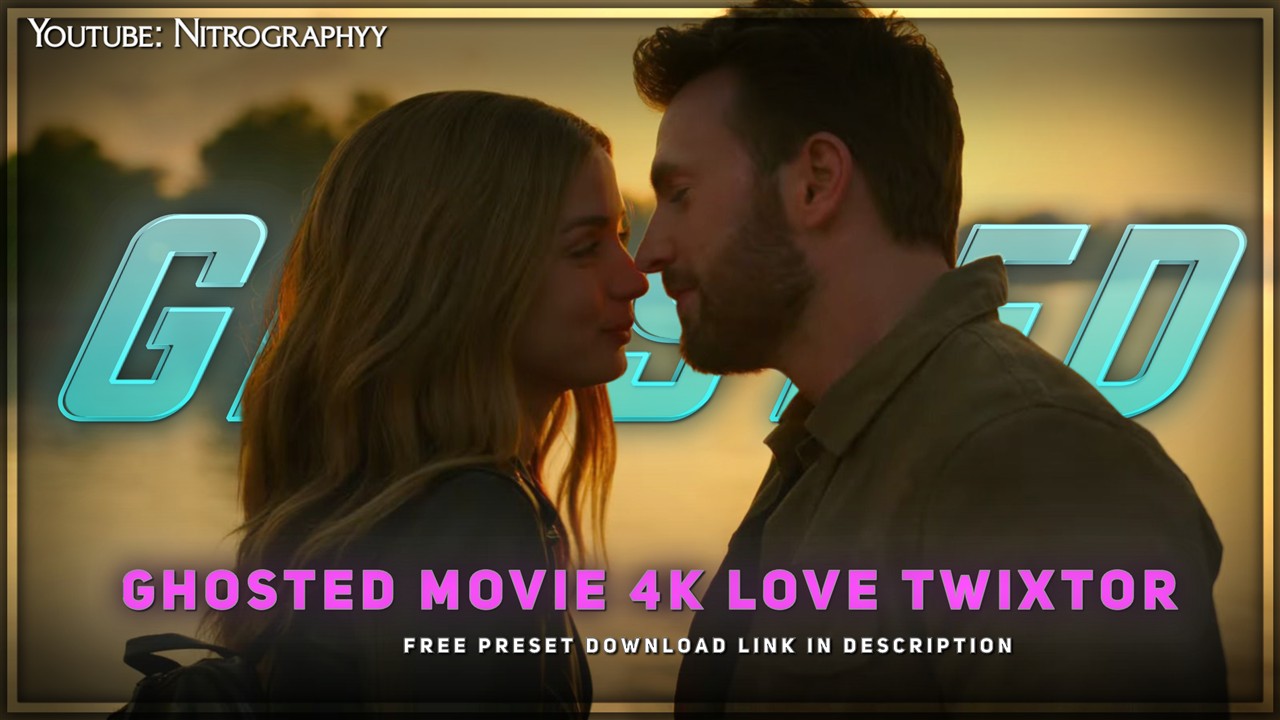 Youtube: Nitrographyy
GHOSTED MOVIE 4K LOVE TWIXTOR
FREE PRESET DOWNLOAD LINK IN DESCRIPTION